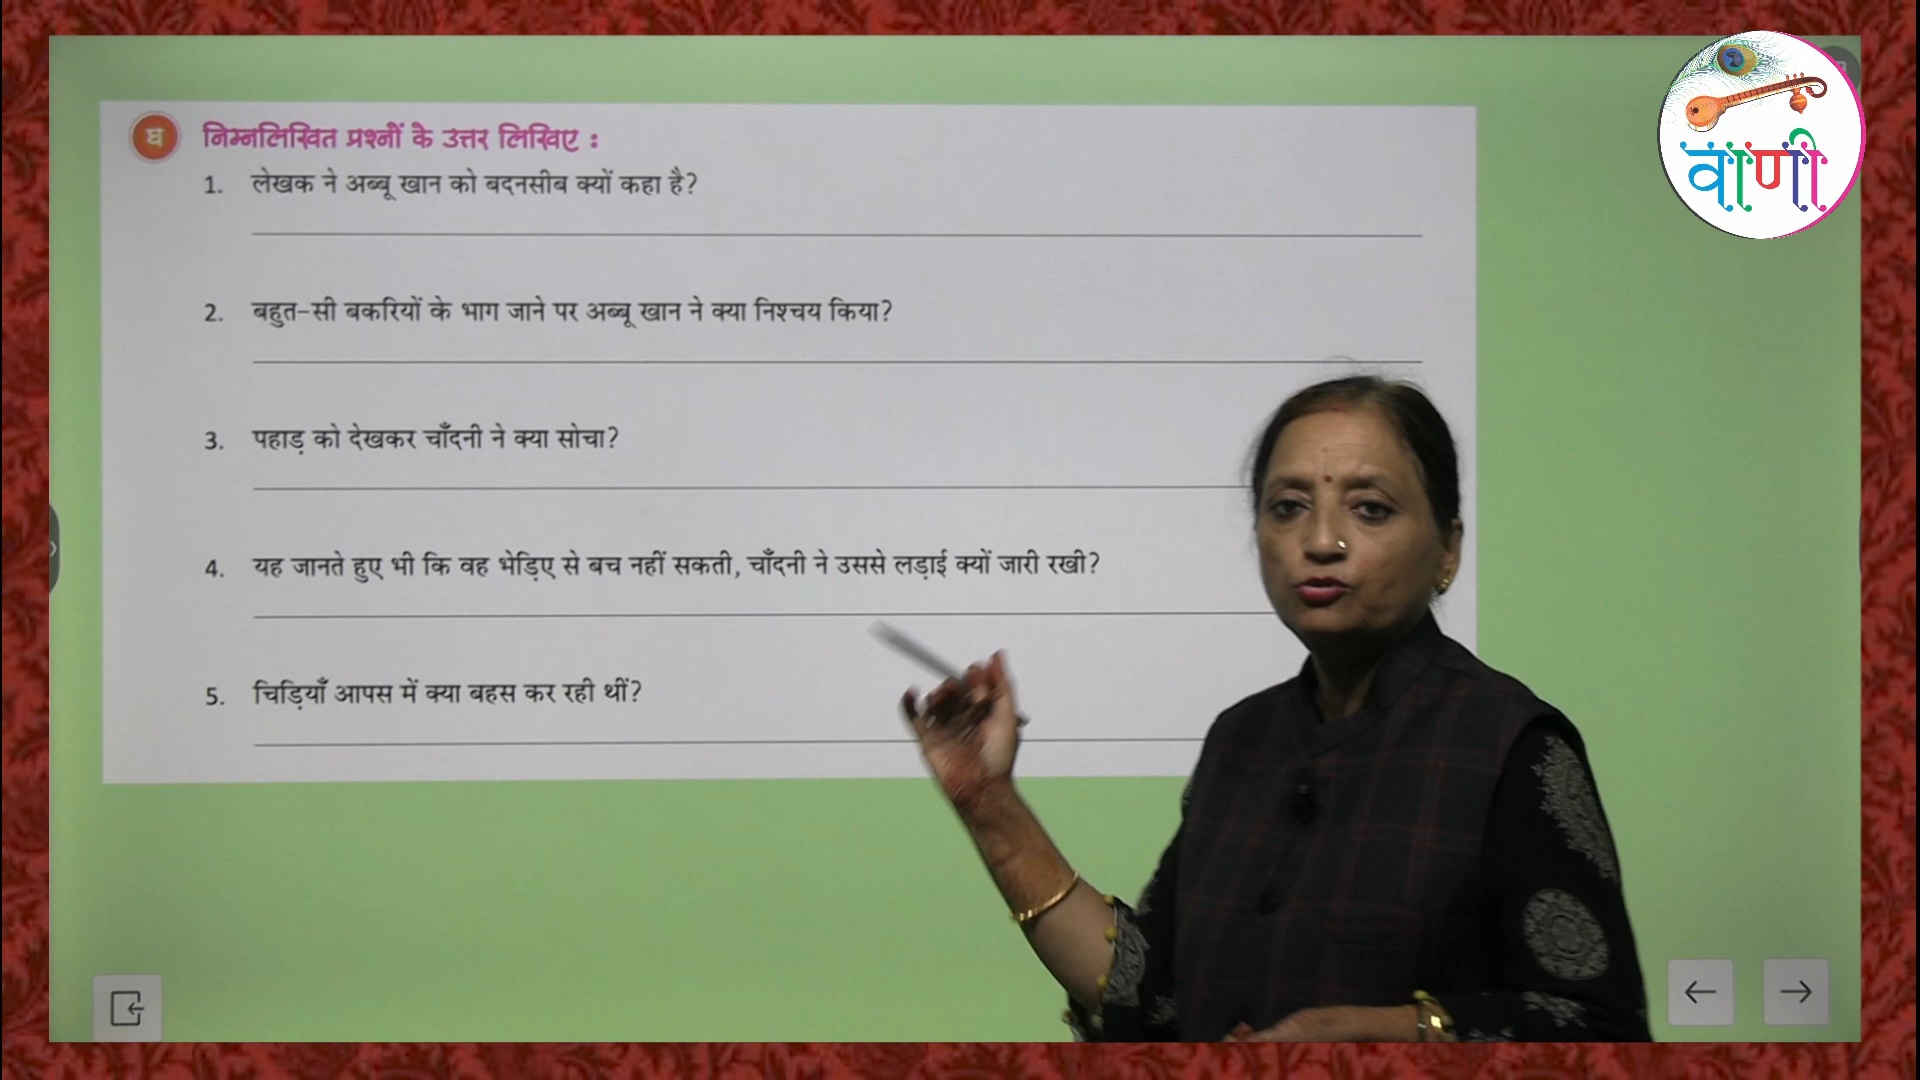 वाणी
घ निम्नलिखित प्रश्नों के उत्तर लिखिए :
1. लेखक ने अब्बू खान को बदनसीब क्यों कहा है?
2. बहुत-सी बकरियों के भाग जाने पर अब्बू खान ने क्या निश्चय किया?
3. पहाड़ को देखकर चाँदनी ने क्या सोचा?
4. यह जानते हुए भी कि वह भेड़िए से बच नहीं सकती, चाँदनी ने उससे लड़ाई क्यों जारी रखी?
5. चिड़ियाँ आपस में क्या बहस कर रही थीं?